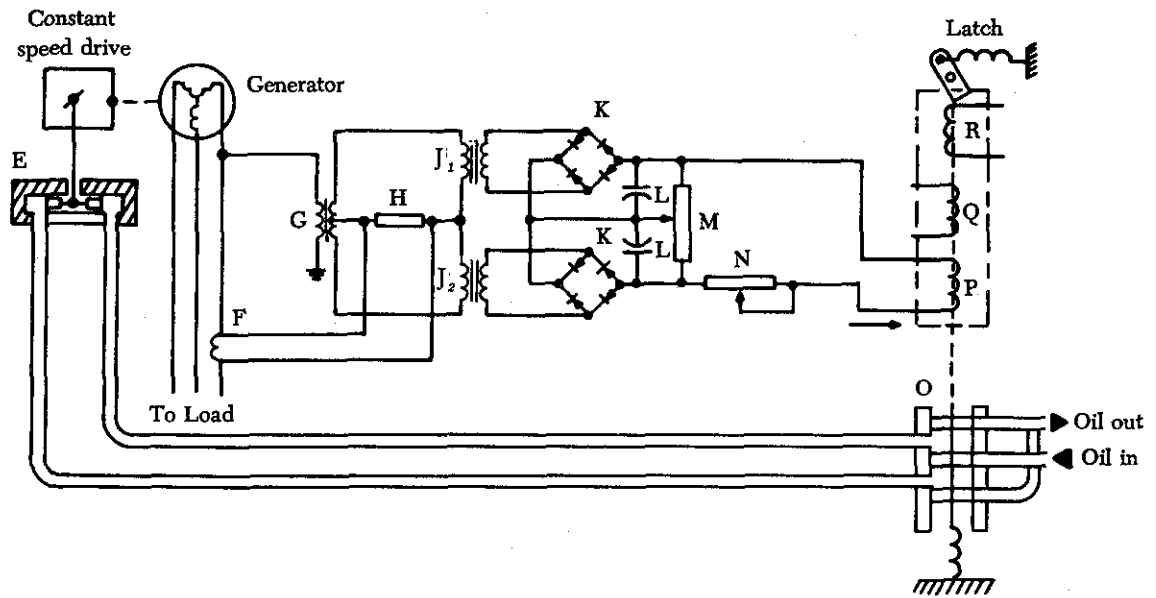 Constant
speed drive
Generator
Latch
K
R
E
J₁
H
G
L
M
Q
K
L
N
J₂
P
F
O
To Load
Oil out
Oil in